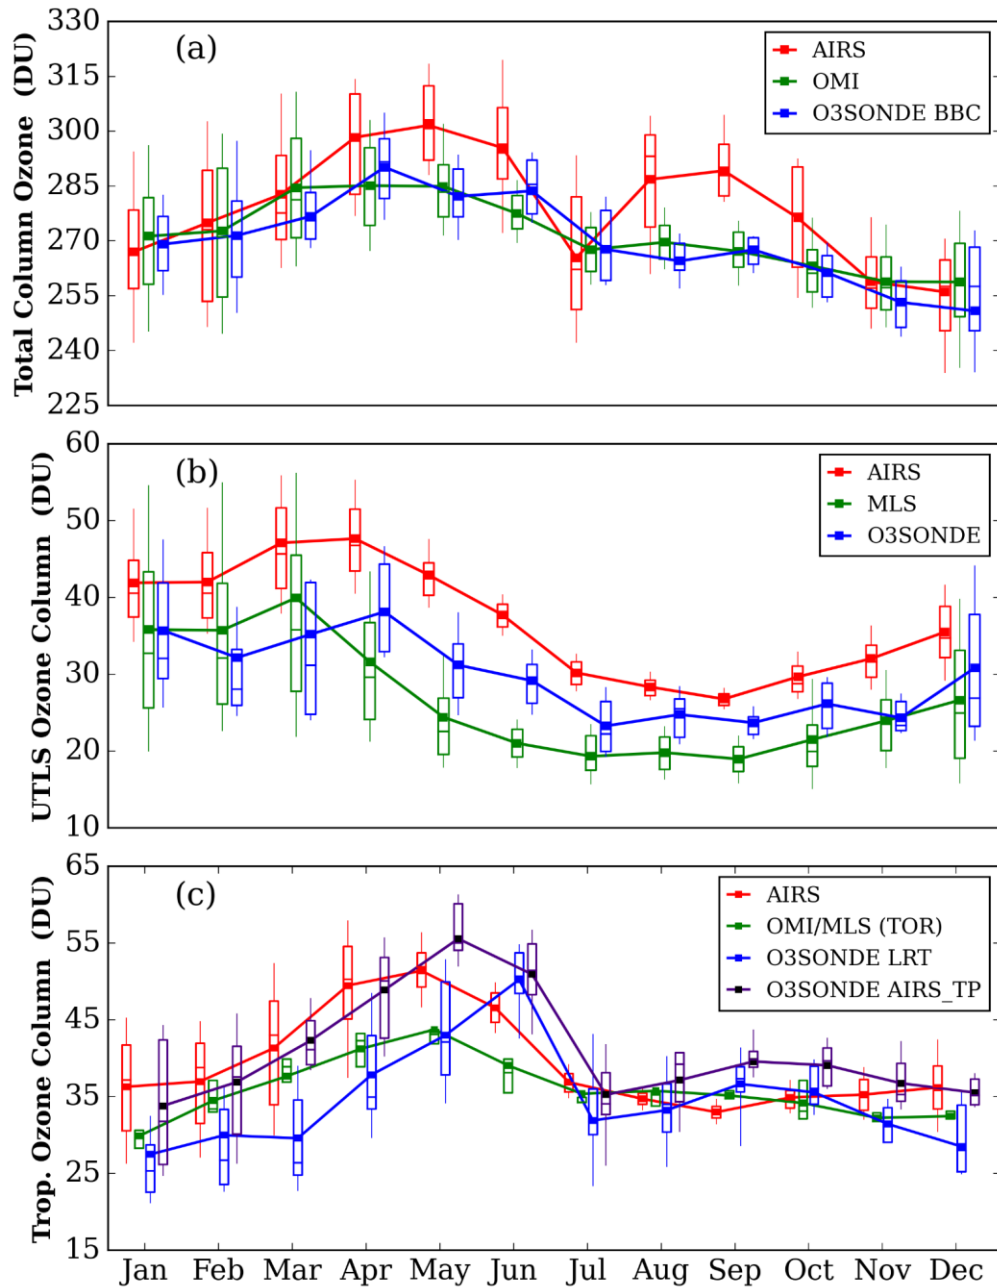 330
315
300
285
270
255
240
225
Total Column Ozone (DU)
(a)
AIRS
OMI
O3SONDE BBC
60
50
40
30
20
10
UTLS Ozone Column (DU)
(b)
AIRS
MLS
O3SONDE
65
55
45
35
25
15
Trop. Ozone Column (DU)
(c)
AIRS
OMI/MLS (TOR)
O3SONDE LRT
O3SONDE AIRS_TP
Jan Feb Mar Apr May Jun Jul Aug Sep Oct Nov Dec